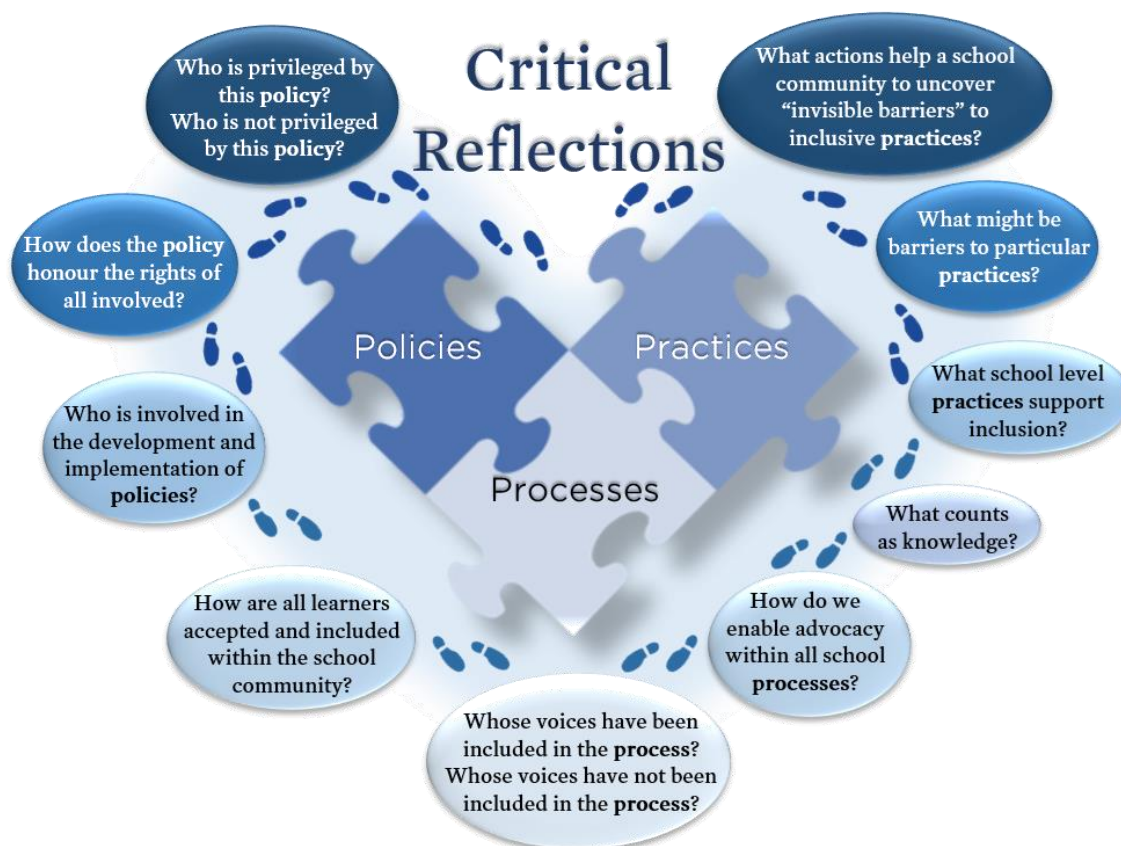 Critical
Reflections
Who is privileged by
this policy?
Who is not privileged
by this policy?
What actions help a school
community to uncover
“invisible barriers” to
inclusive practices?
How does the policy
honour the rights of
all involved?
What might be
barriers to particular
practices?
Policies
Practices
Who is involved in
the development and
implementation of
policies?
What school level
practices support
inclusion?
Processes
What counts
as knowledge?
How are all learners
accepted and included
within the school
community?
How do we
enable advocacy
within all school
processes?
Whose voices have been
included in the process?
Whose voices have not been
included in the process?